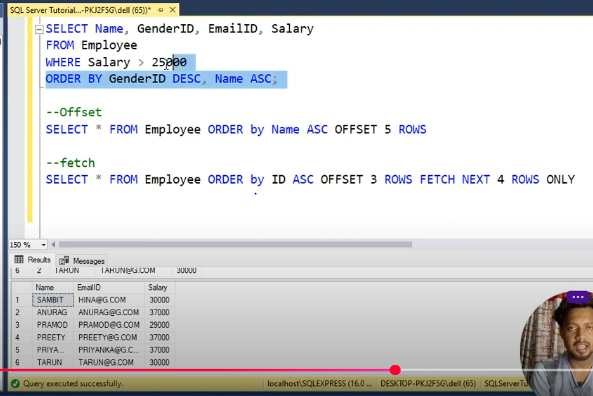 SQL Server Tutorial...-PKJ2F5G\dell (65))*
SELECT Name, GenderID, EmailID, Salary
FROM Employee
WHERE Salary > 25000
ORDER BY GenderID DESC, Name ASC;
--Offset
SELECT * FROM Employee ORDER by Name ASC OFFSET 5 ROWS
--fetch
SELECT * FROM Employee ORDER by ID ASC OFFSET 3 ROWS FETCH NEXT 4 ROWS ONLY
150 %
Results Messages
6 2 TARUN TARUN@G.COM 30000
Name EmailID Salary
1 SAMBIT HINA@G.COM 30000
2 ANURAG ANURAG@G.COM 37000
3 PRAMOD PRAMOD@G.COM 29000
4 PREETY PREETY@G.COM 37000
5 PRIYA... PRIYANKA@G.C... 37000
6 TARUN TARUN@G.COM 30000
Query executed successfully. localhost\SQLEXPRESS (16.0 ... DESKTOP-PKJ2F5G\dell (65) SQLServerTu